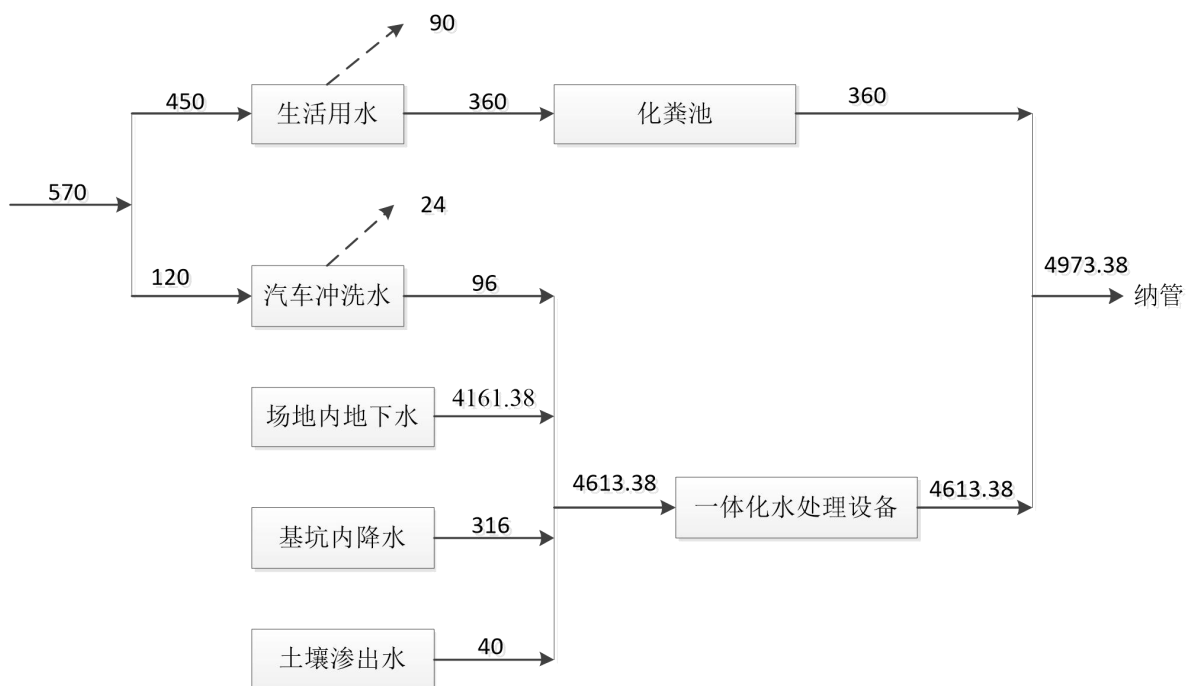 90
450
生活用水
360
化粪池
360
570
24
120
汽车冲洗水
96
4973.38
纳管
场地内地下水
4161.38
4613.38
一体化水处理设备
4613.38
基坑内降水
316
土壤渗出水
40